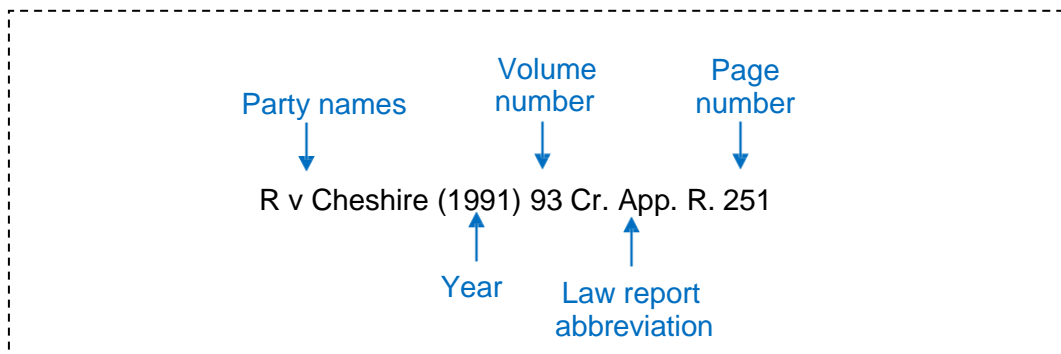 Volume
number
Page
number
Party names
R v Cheshire (1991) 93 Cr. App. R. 251
Year
Law report
abbreviation